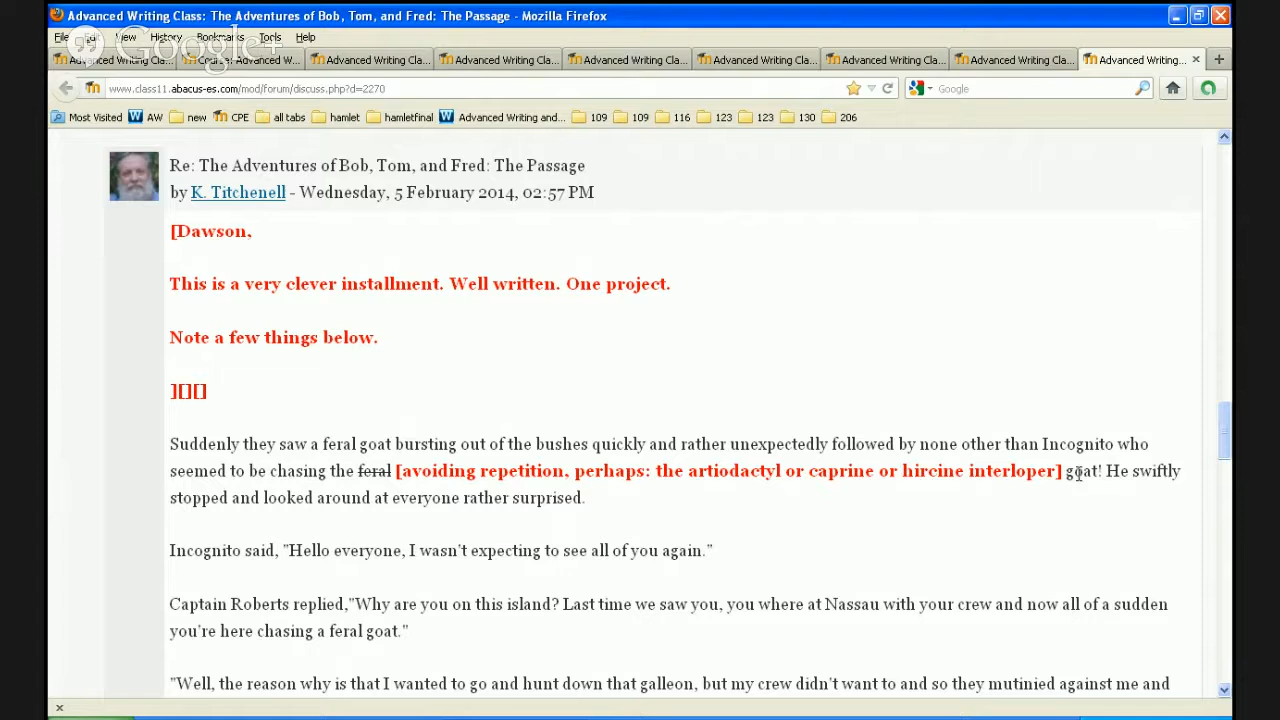 Advanced Writing Class: The Adventures of Bob, Tom, and Fred: The Passage - Mozilla Firefox
File Edit View History Bookmarks Tools Help
Google+
Advanced Writing Cla... Course: Advanced W... Advanced Writing Cla... Advanced Writing Cla... Advanced Writing Cla... Advanced Writing Cla... Advanced Writing Cla... Advanced Writing Cla... Advanced Writing...
www.class11.abacus-es.com/mod/forum/discuss.php?d=2270 Google
Most Visited AW new CPE all tabs hamlet hamletfinal Advanced Writing and... 109 109 116 123 123 130 206
Re: The Adventures of Bob, Tom, and Fred: The Passage
by K. Titchenell - Wednesday, 5 February 2014, 02:57 PM
[Dawson,
This is a very clever installment. Well written. One project.
Note a few things below.
][][]
Suddenly they saw a feral goat bursting out of the bushes quickly and rather unexpectedly followed by none other than Incognito who
seemed to be chasing the feral [avoiding repetition, perhaps: the artiodactyl or caprine or hircine interloper] goat! He swiftly
stopped and looked around at everyone rather surprised.
Incognito said, "Hello everyone, I wasn't expecting to see all of you again."
Captain Roberts replied,"Why are you on this island? Last time we saw you, you where at Nassau with your crew and now all of a sudden
you're here chasing a feral goat."
"Well, the reason why is that I wanted to go and hunt down that galleon, but my crew didn't want to and so they mutinied against me and